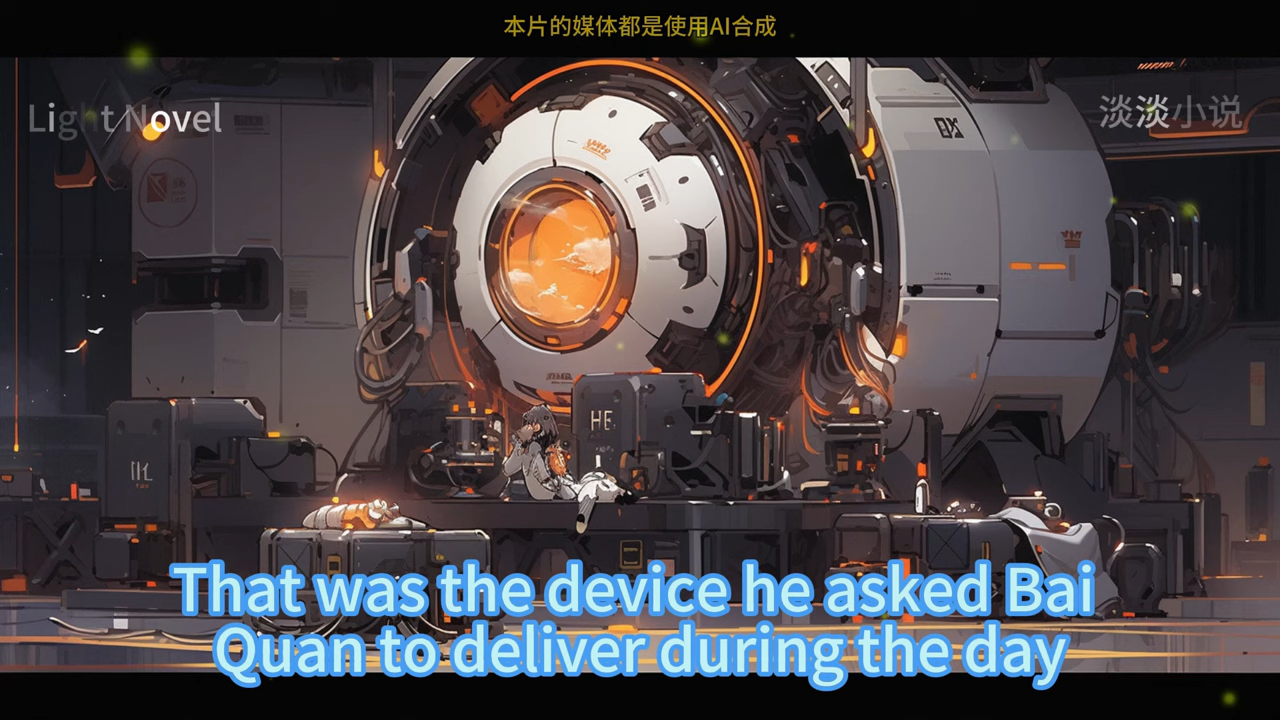 本片的媒体都是使用AI合成
Light Novel
淡淡小说
HE
That was the device he asked Bai
Quan to deliver during the day